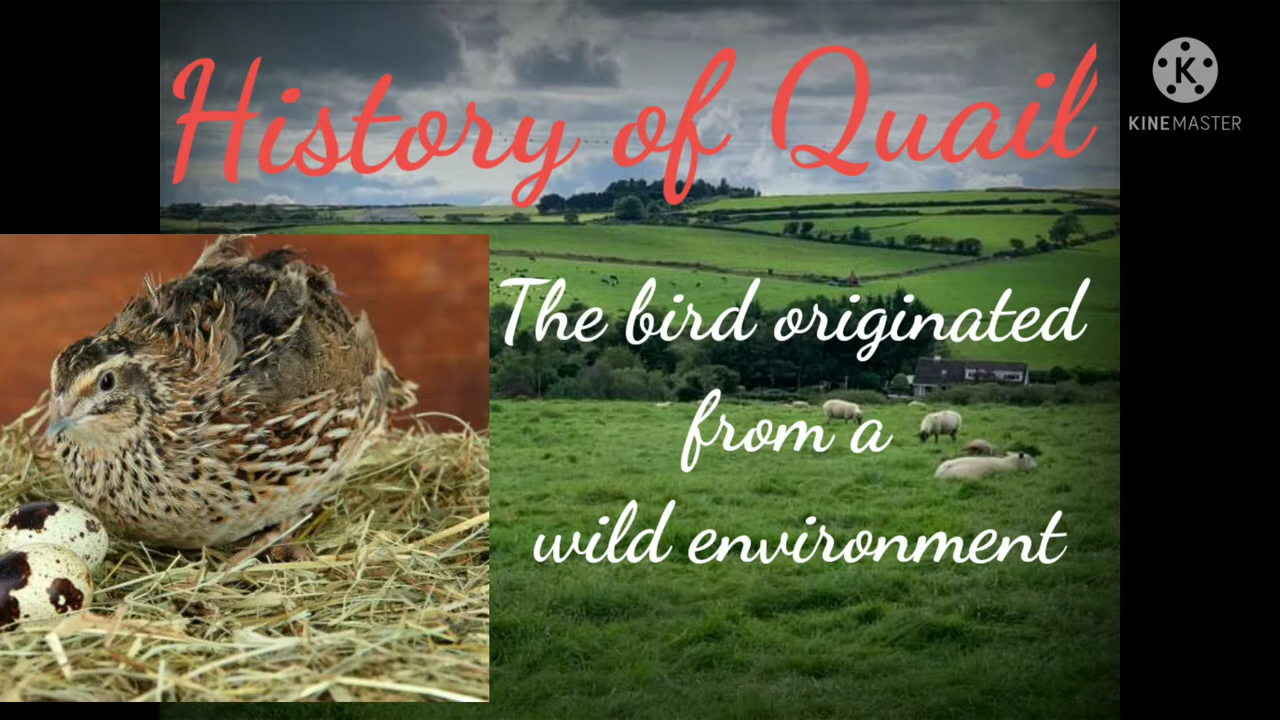 History of Quail
K
KINEMASTER
The bird originated
from a
wild environment